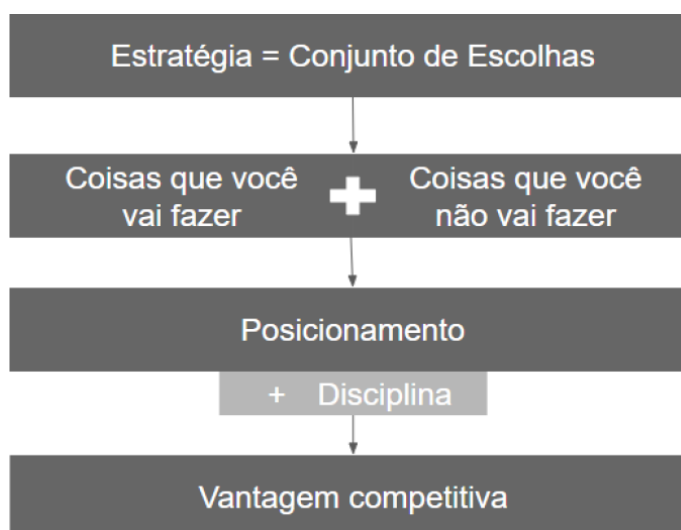 Estratégia = Conjunto de Escolhas
Coisas que você
vai fazer
Coisas que você
não vai fazer
Posicionamento
+ Disciplina
Vantagem competitiva